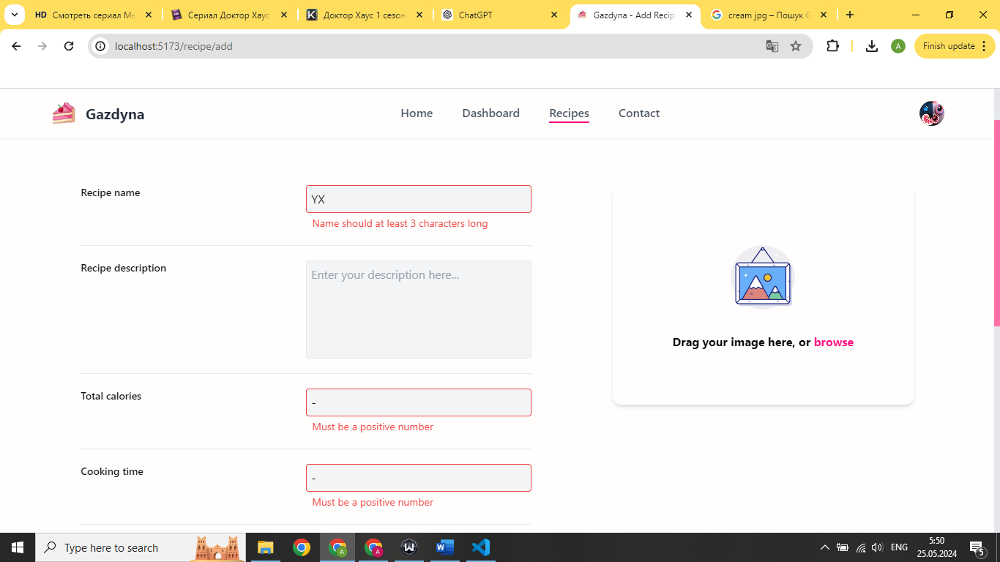 HD Смотреть сериал Мы
Сериал Доктор Хаус
Доктор Хаус 1 сезон
ChatGPT
Gazdyna - Add Recip
cream jpg – Пошук G
localhost:5173/recipe/add
A
Finish update
Gazdyna
Home
Dashboard
Recipes
Contact
Recipe name
YX
Name should at least 3 characters long
Recipe description
Enter your description here...
Total calories
-
Must be a positive number
Cooking time
-
Must be a positive number
Drag your image here, or browse
Type here to search
ENG
5:50
25.05.2024
5